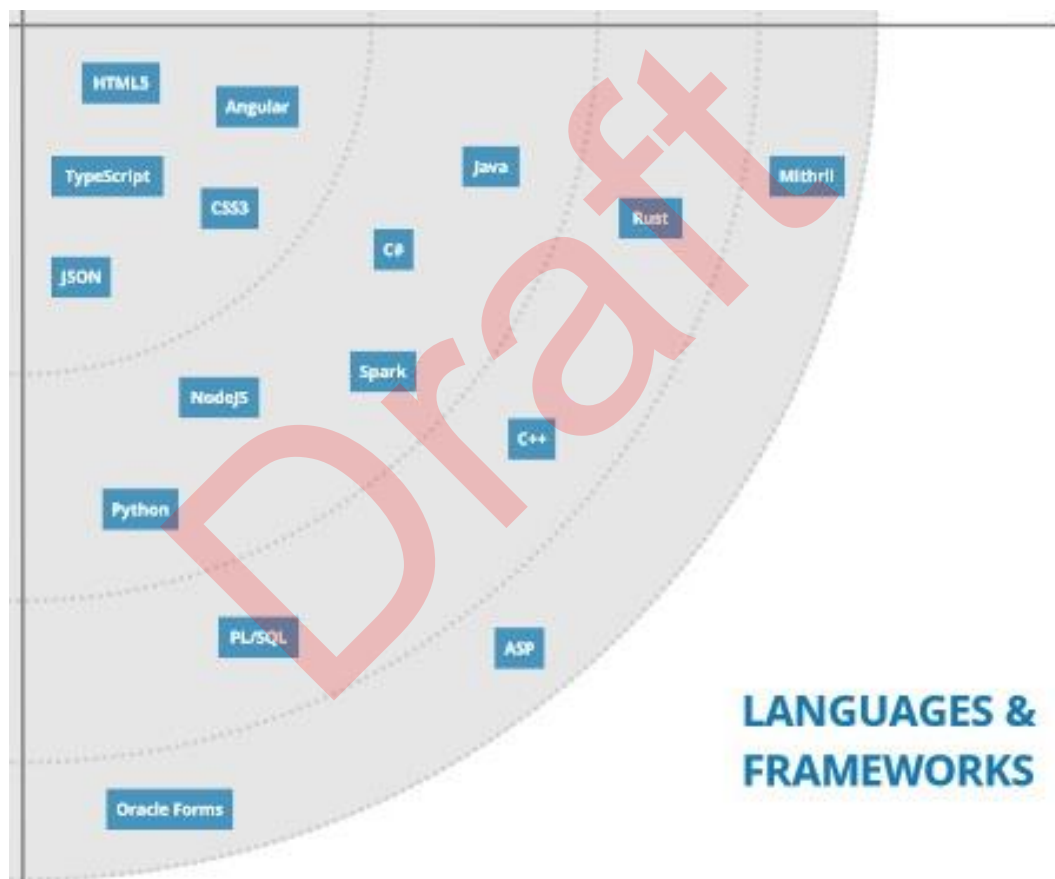 HTML5
Angular
TypeScript
CSS3
JSON
Java
C#
Rust
Mithril
Spark
NodeJS
C++
Python
PL/SQL
ASP
Oracle Forms
LANGUAGES &
FRAMEWORKS
Draft